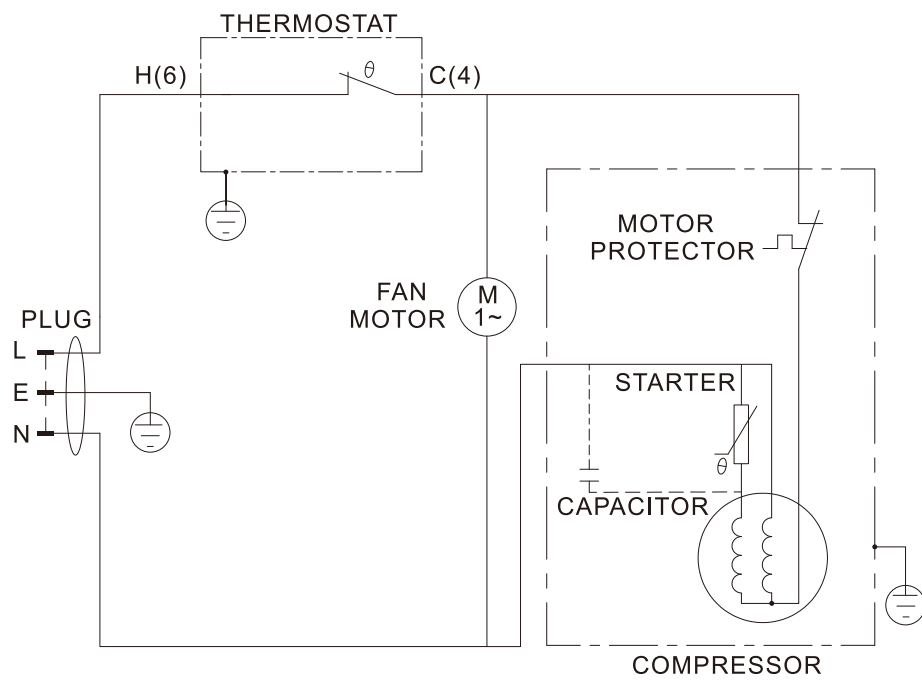 THERMOSTAT
H(6)
θ
C(4)
MOTOR
PROTECTOR
FAN
MOTOR
M
1~
PLUG
L
E
N
STARTER
θ
CAPACITOR
COMPRESSOR